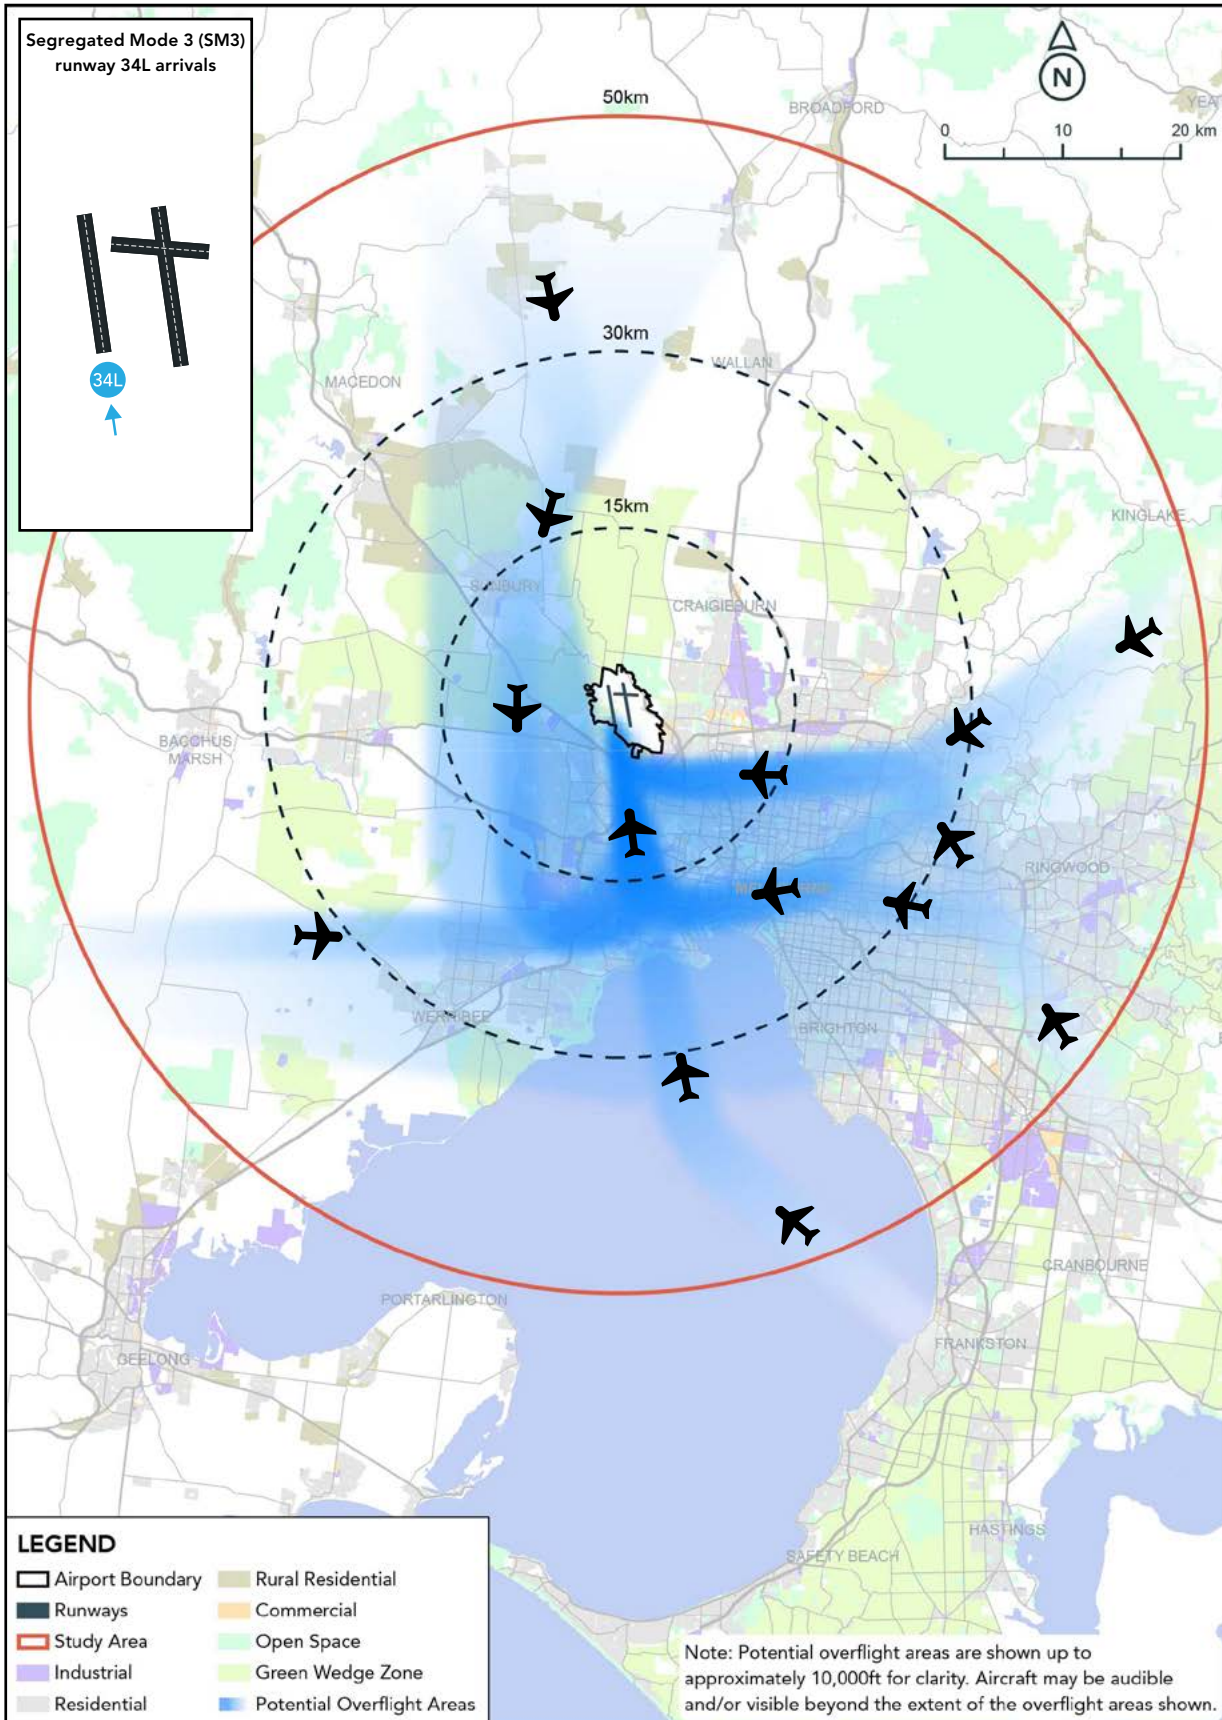 Segregated Mode 3 (SM3)
runway 34L arrivals
34L
N
0 10 20 km
50km
BROADFORD
YEA
30km
WALLAN
MACEDON
15km
KINGLAKE
SUNBURY
CRAIGIEBURN
BACCHUS
MARSH
RINGWOOD
MELBOURNE
WERRIBEE
BRIGHTON
CRANBOURNE
PORTARLINGTON
FRANKSTON
GEELONG
HASTINGS
SAFETY BEACH
LEGEND
Airport Boundary
Runways
Study Area
Industrial
Residential
Rural Residential
Commercial
Open Space
Green Wedge Zone
Potential Overflight Areas
Note: Potential overflight areas are shown up to
approximately 10,000ft for clarity. Aircraft may be audible
and/or visible beyond the extent of the overflight areas shown.